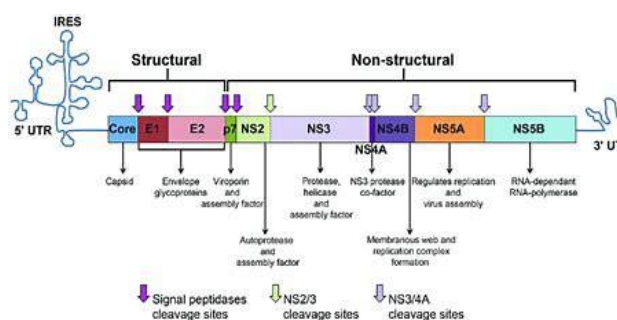 IRES
Structural
Non-structural
5' UTR
Core
E1
E2
p7
NS2
NS3
NS4A
NS4B
NS5A
NS5B
3' UT
Capsid
Envelope
glycoproteins
Viroporin
and
assembly factor
Autoprotease
and
assembly factor
Protease,
helicase
and
assembly factor
NS3 protease
co-factor
Membranous web and
replication complex
formation
Regulates replication
and
virus assembly
RNA-dependant
RNA-polymerase
Signal peptidases
cleavage sites
NS2/3
cleavage sites
NS3/4A
cleavage sites